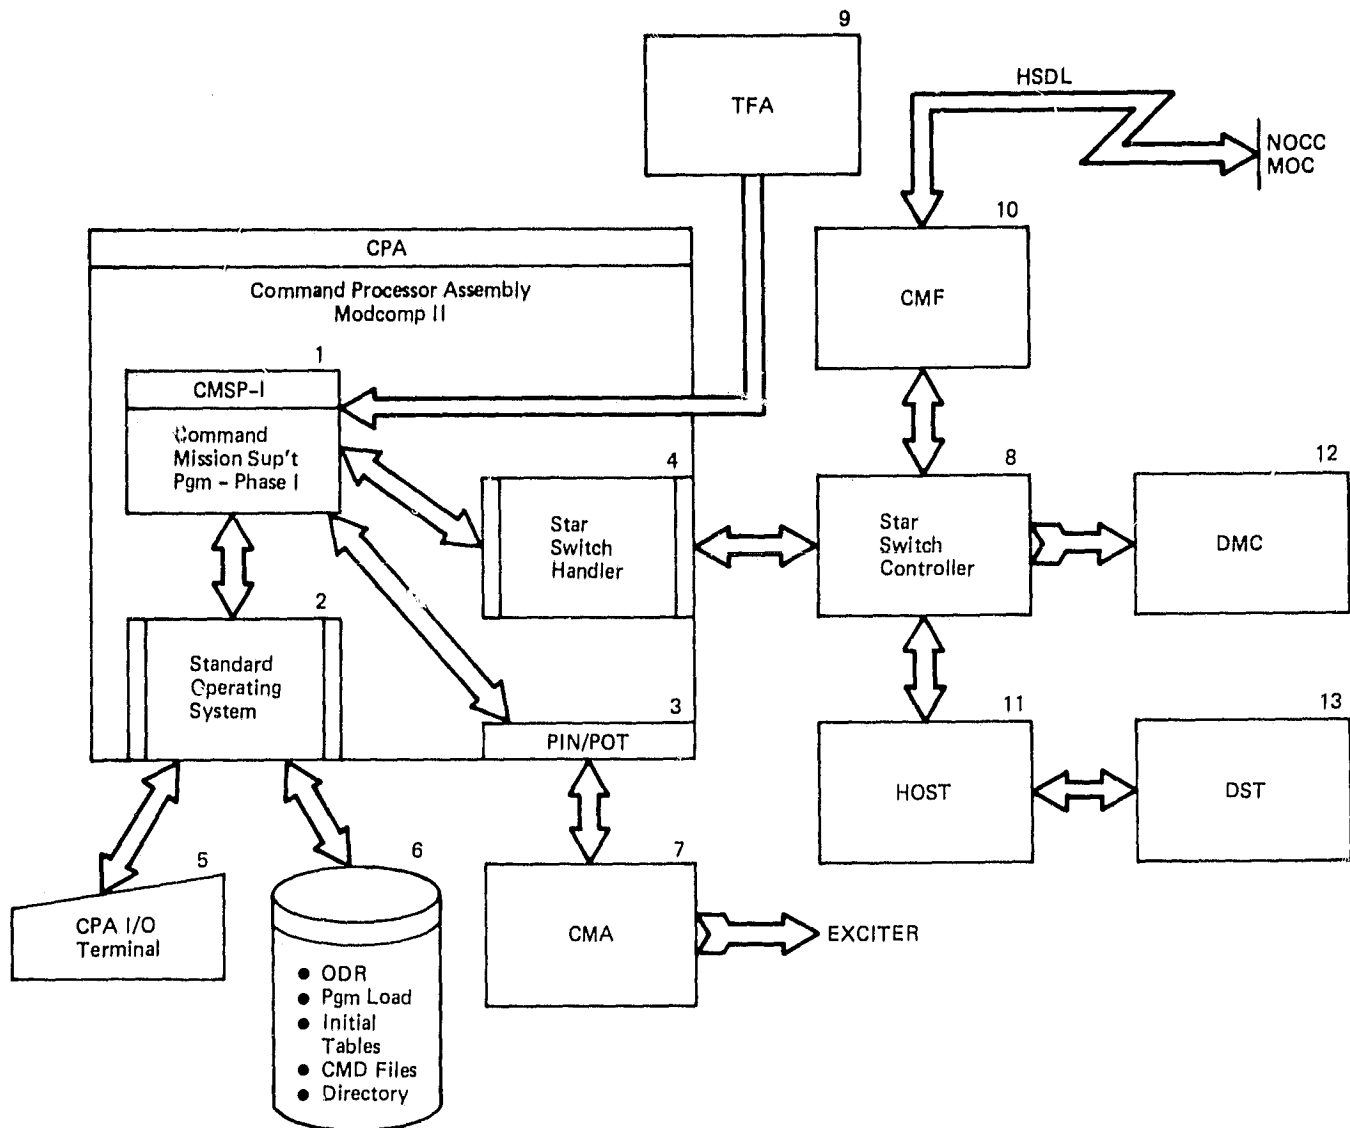 9
TFA
HSDL
NOCC
MOC
10
CMF
CPA
Command Processor Assembly
Modcomp II
1
CMSP-I
Command
Mission Sup't
Pgm - Phase I
4
Star
Switch
Handler
8
Star
Switch
Controller
12
DMC
2
Standard
Operating
System
3
PIN/POT
11
HOST
13
DST
5
CPA I/O
Terminal
6
● ODR
● Pgm Load
● Initial
Tables
● CMD Files
● Directory
7
CMA
EXCITER